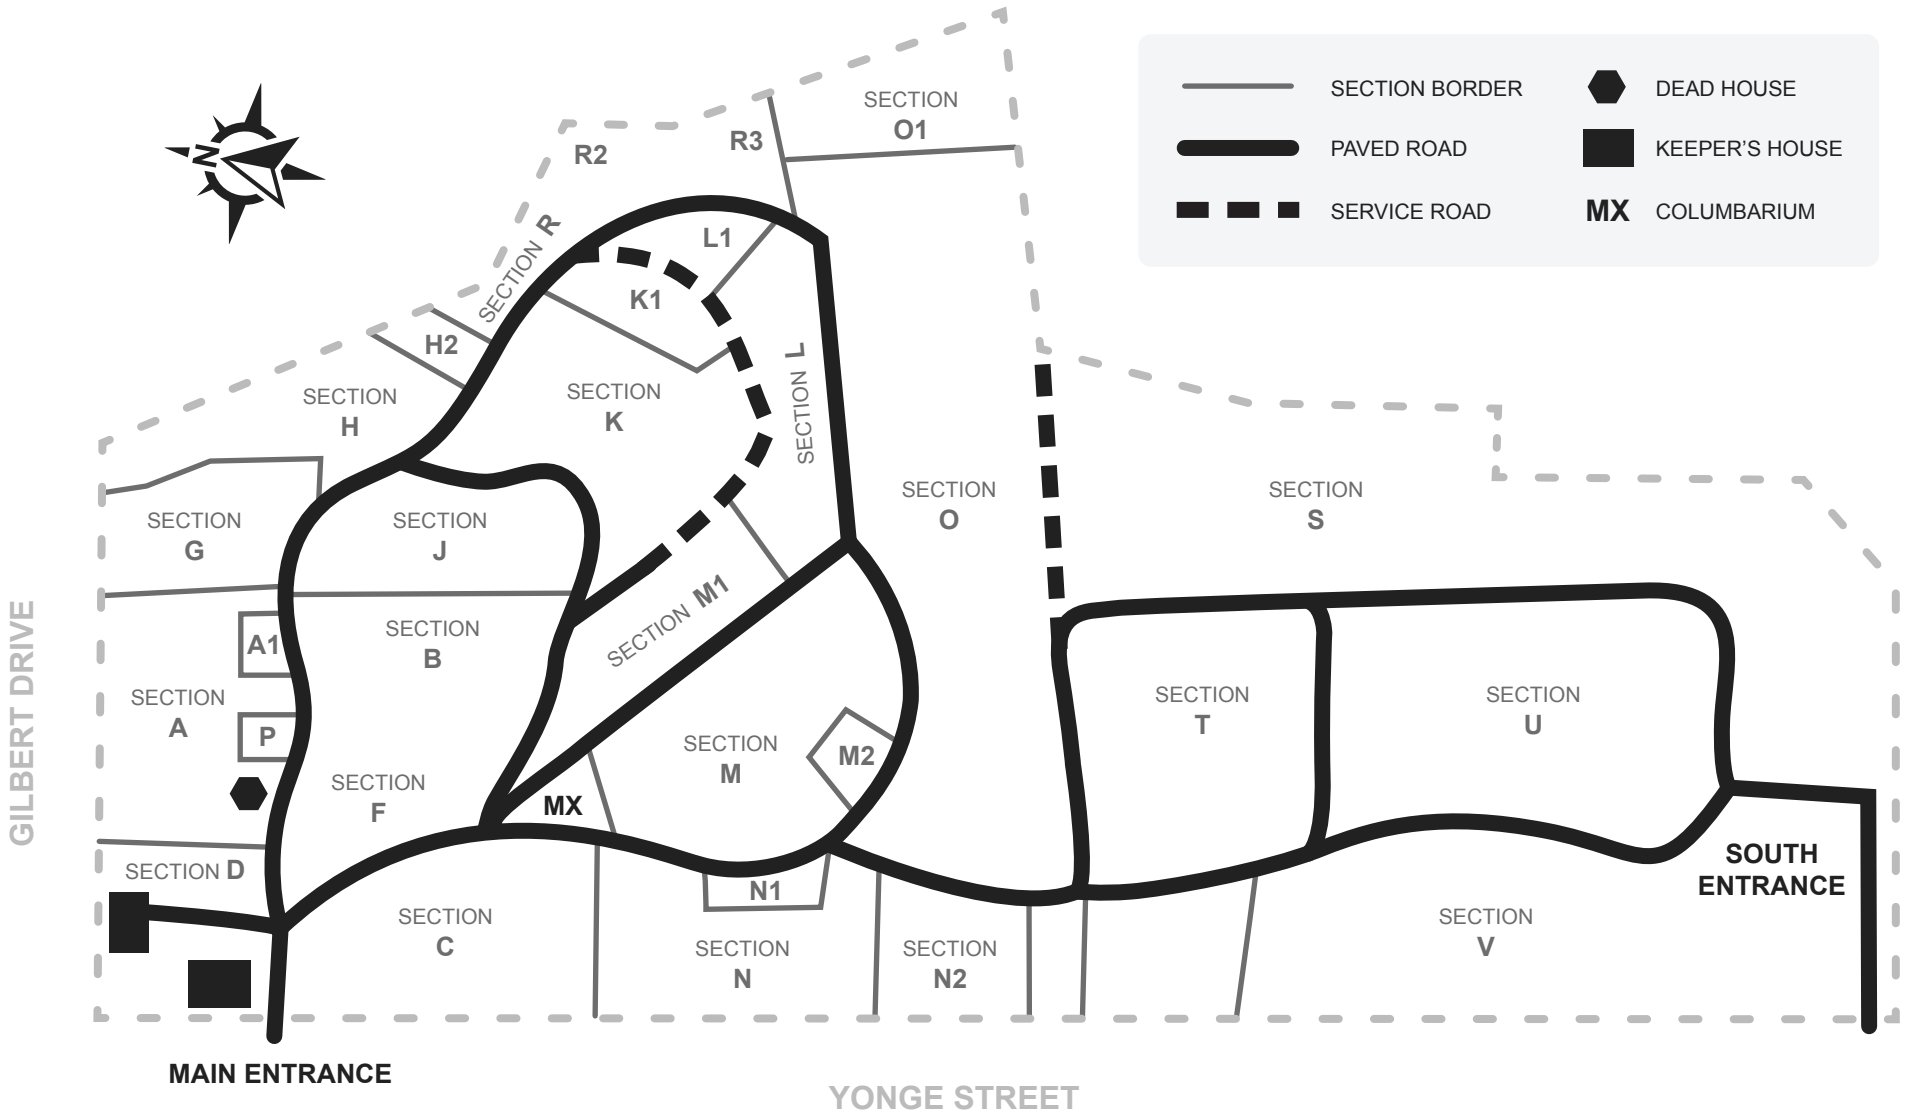 SECTION
O1
SECTION BORDER
DEAD HOUSE
PAVED ROAD
KEEPER'S HOUSE
SERVICE ROAD
MX COLUMBARIUM
N
R2
R3
SECTION R
L1
K1
H2
SECTION
H
SECTION
K
SECTION L
SECTION
G
SECTION
J
SECTION
O
SECTION
S
A1
SECTION
B
SECTION M1
SECTION
A
P
SECTION
F
MX
SECTION
M
M2
SECTION
T
SECTION
U
SECTION D
SECTION
C
N1
SECTION
N
SECTION
N2
SECTION
V
SOUTH
ENTRANCE
GILBERT DRIVE
MAIN ENTRANCE
YONGE STREET